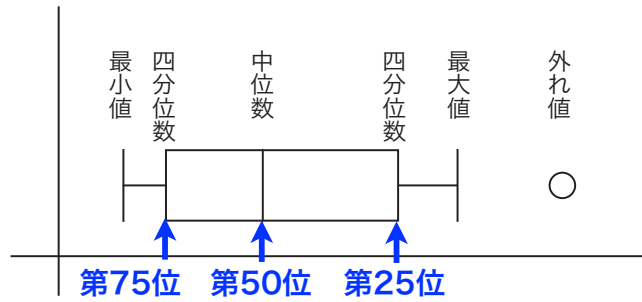 最小値
四分位数
中位数
四分位数
最大値
外れ値
第75位
第50位
第25位